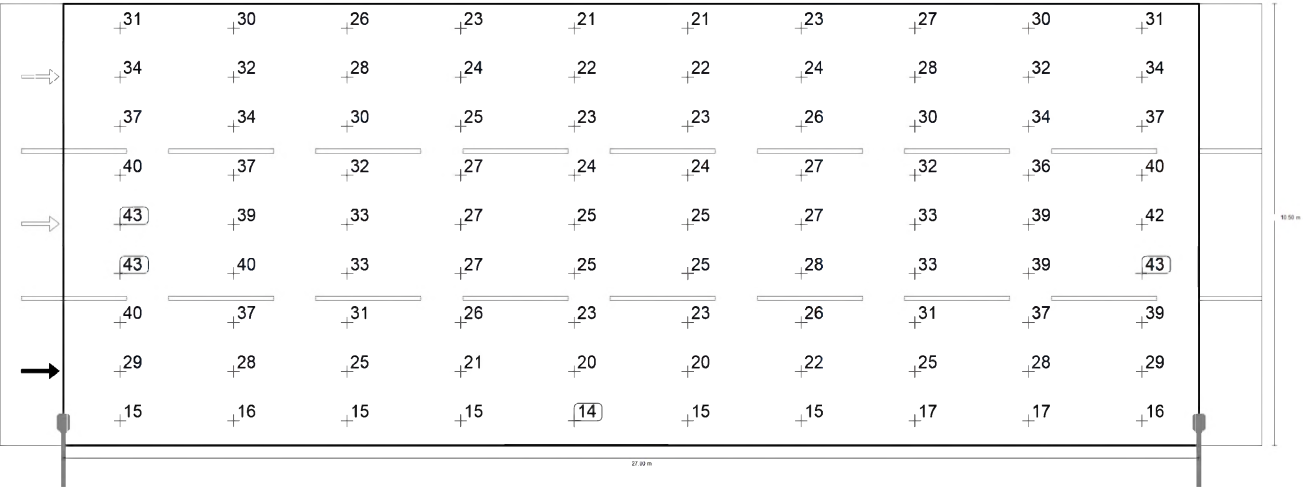 31 30 26 23 21 21 23 27 30 31
34 32 28 24 22 22 24 28 32 34
37 34 30 25 23 23 26 30 34 37
40 37 32 27 24 24 27 32 36 40
43 39 33 27 25 25 27 33 39 42
10.50 m
43 40 33 27 25 25 28 33 39 43
40 37 31 26 23 23 26 31 37 39
29 28 25 21 20 20 22 25 28 29
15 16 15 15 14 15 15 17 17 16
27.00 m